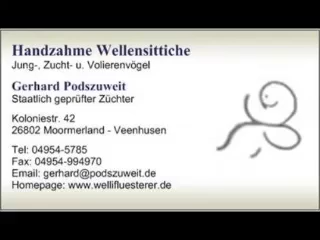 Handzahme Wellensittiche
Jung-, Zucht- u. Volierenvögel
Gerhard Podszuweit
Staatlich geprüfter Züchter
Koloniestr. 42
26802 Moormerland - Veenhusen
Tel: 04954-5785
Fax: 04954-994970
Email: gerhard@podszuweit.de
Homepage: www.wellifluesterer.de